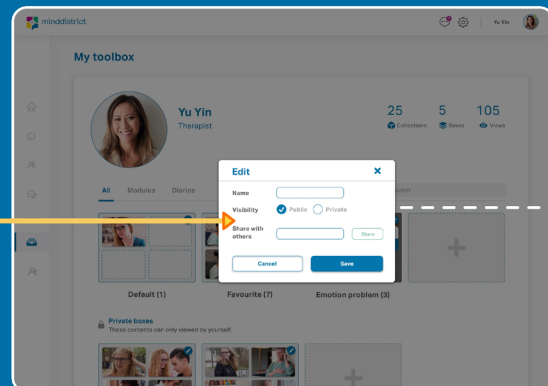 minddistrict
Yu Yin
My toolbox
Yu Yin
Therapist
25 5 105
Collections Boxes Views
All Modules Diaries
Edit
Name
Visibility Public Private
Share with
others
Share
Cancel Save
Default (1) Favourite (7) Emotion problem (3)
Private boxes
These contents can only viewed by yourself.